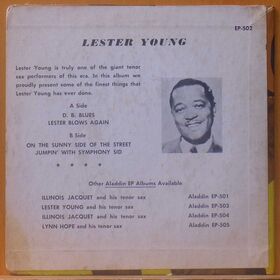 EP-502
LESTER YOUNG
Lester Young is truly one of the giant tenor
sax performers of this era. In this album we
proudly present some of the finest things that
Lester Young has ever done.
A Side
D. B. BLUES
LESTER BLOWS AGAIN
B Side
ON THE SUNNY SIDE OF THE STREET
JUMPIN' WITH SYMPHONY SID
* * * *
Other Aladdin EP Albums Available
ILLINOIS JACQUET and his tenor sax Aladdin EP-501
LESTER YOUNG and his tenor sax Aladdin EP-503
ILLINOIS JACQUET and his tenor sax Aladdin EP-504
LYNN HOPE and his tenor sax Aladdin EP-505